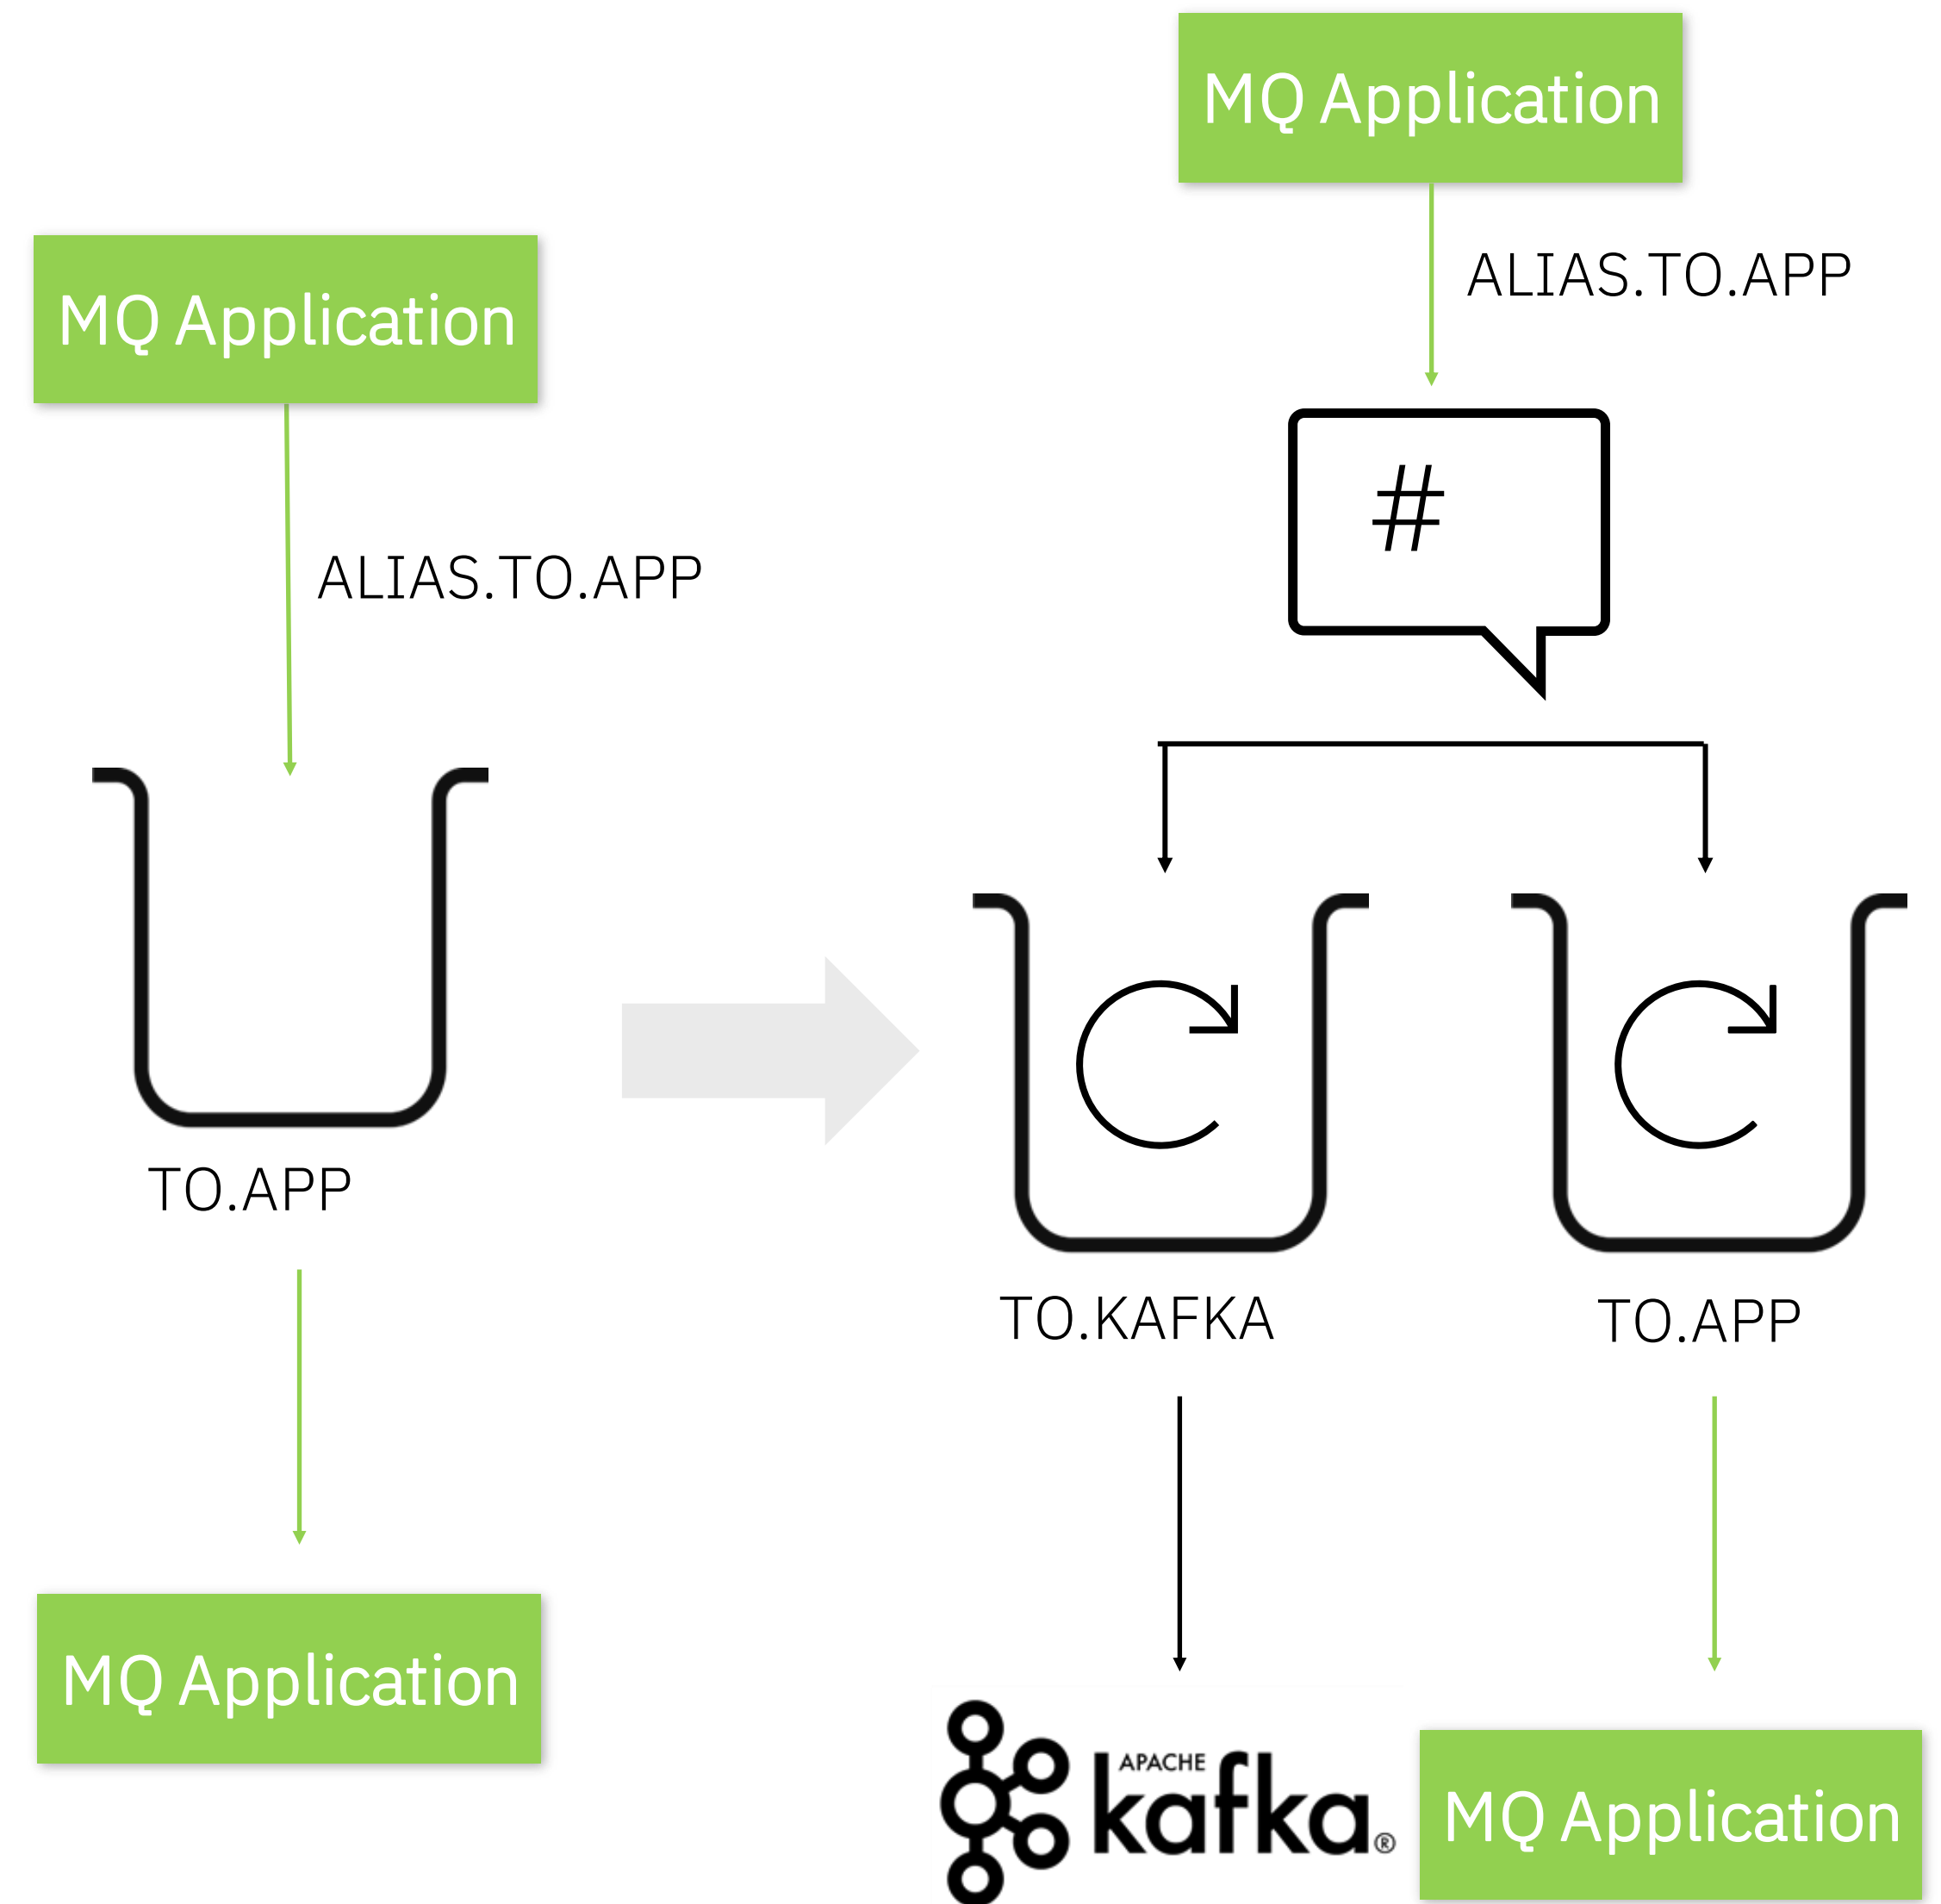 MQ Application
ALIAS.TO.APP
TO.APP
MQ Application
MQ Application
ALIAS.TO.APP
#
TO.KAFKA
TO.APP
APACHE
kafka®
MQ Application